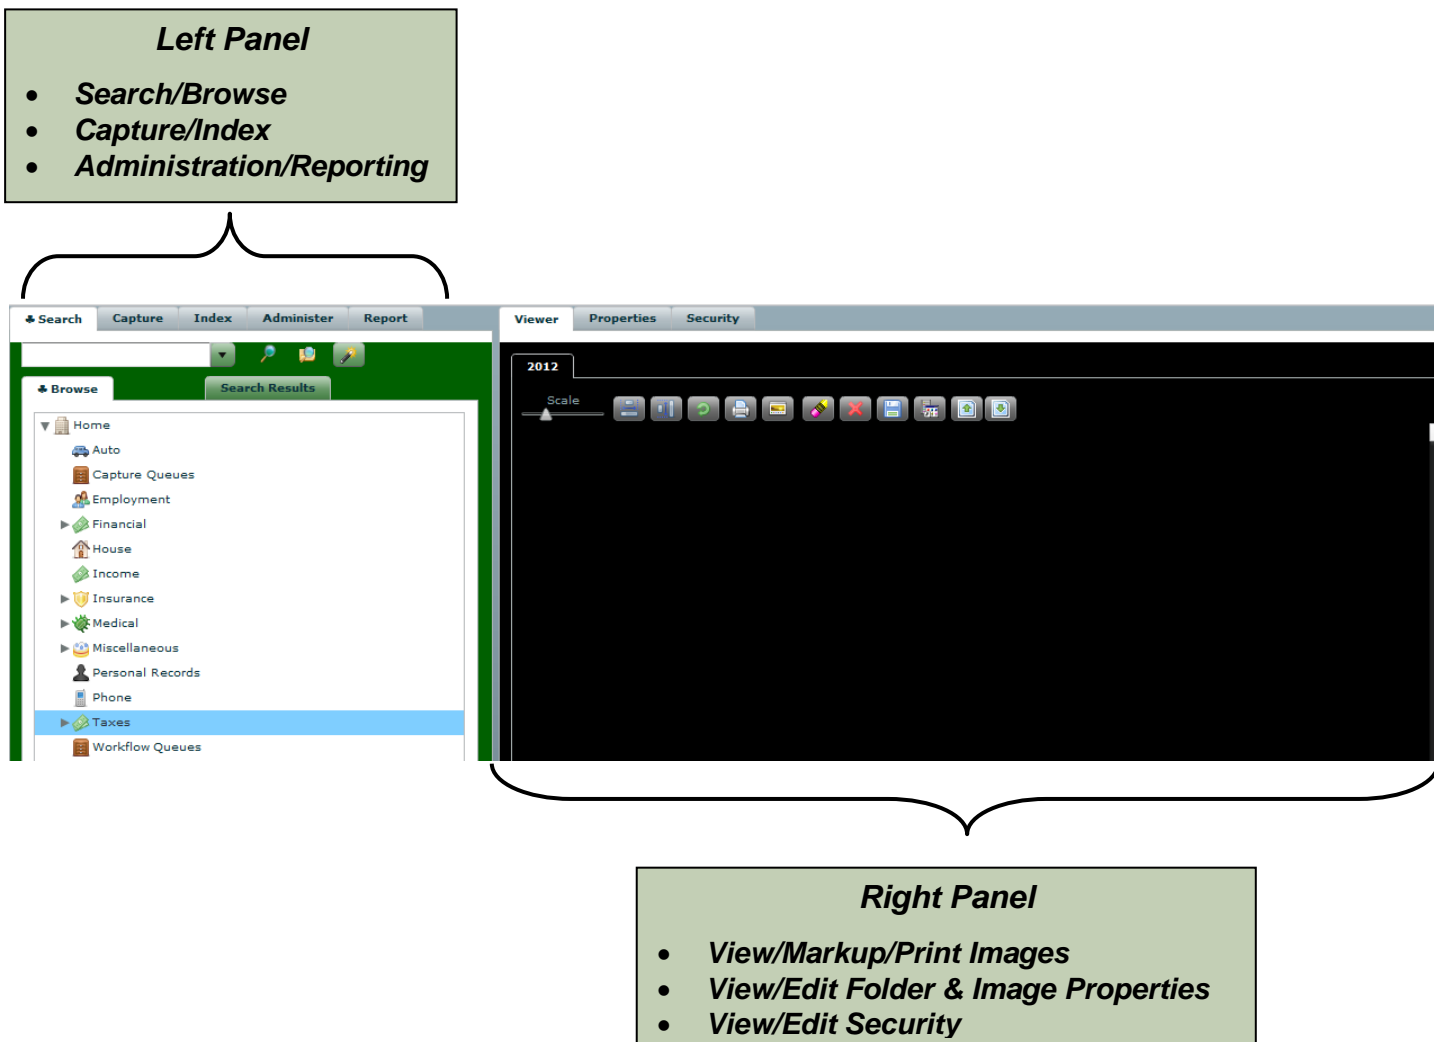 Left Panel
• Search/Browse
• Capture/Index
• Administration/Reporting
Search Capture Index Administer Report
Viewer Properties Security
2012
Browse Search Results
Scale
Home
Auto
Capture Queues
Employment
Financial
House
Income
Insurance
Medical
Miscellaneous
Personal Records
Phone
Taxes
Workflow Queues
Right Panel
• View/Markup/Print Images
• View/Edit Folder & Image Properties
• View/Edit Security